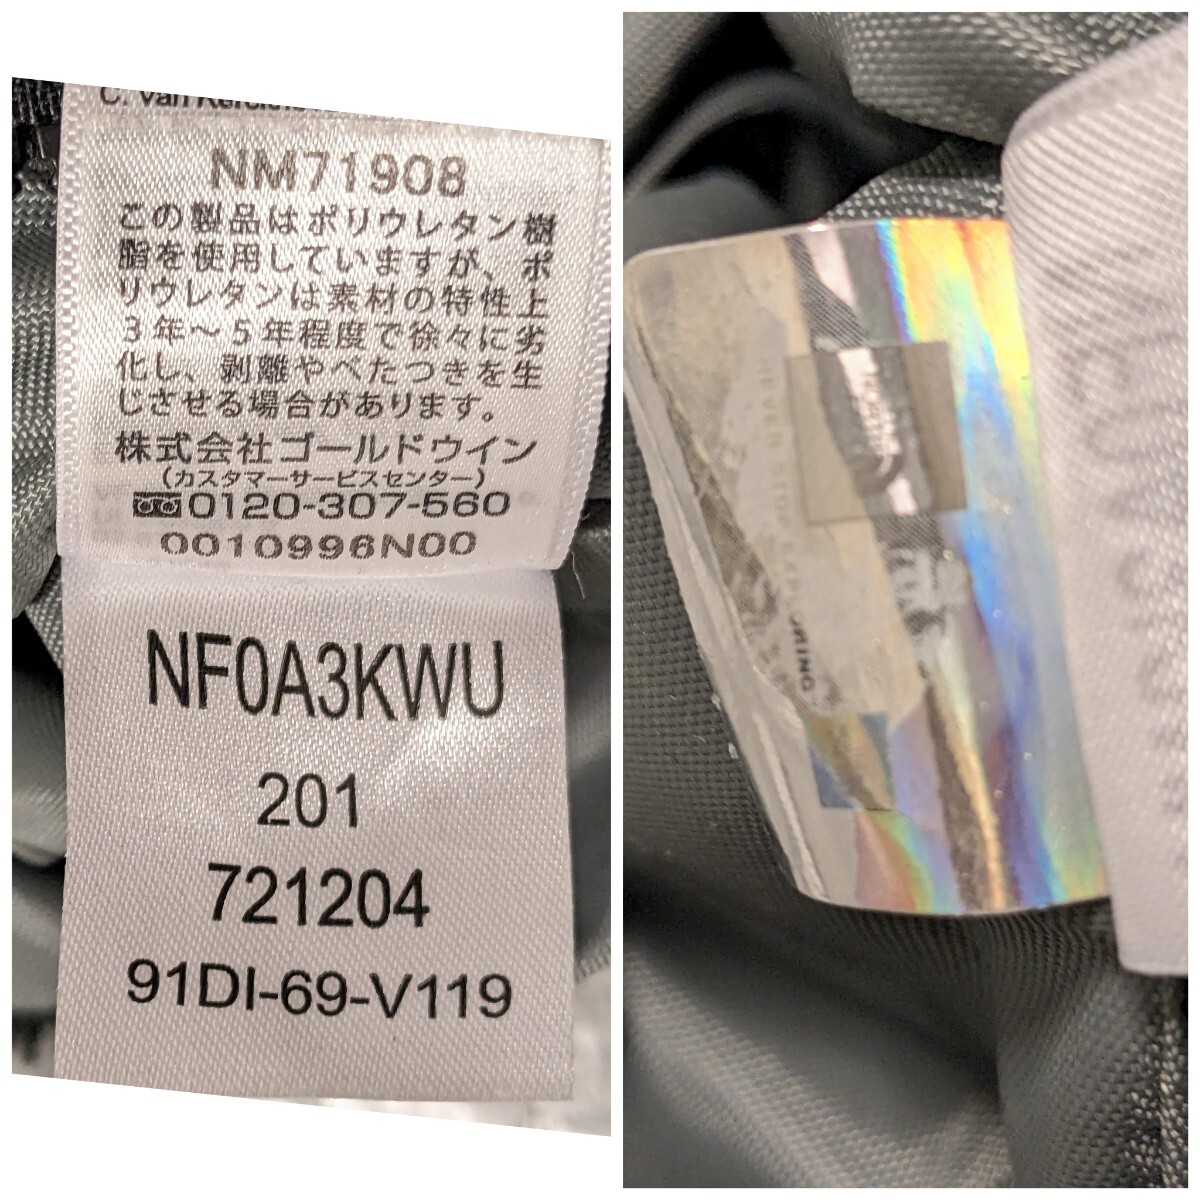 NM71908
この製品はポリウレタン樹
脂を使用していますが、ポ
リウレタンは素材の特性上
3年～5年程度で徐々に劣
化し、剥離やべたつきを生
じさせる場合があります。
株式会社ゴールドウイン
(カスタマーサービスセンター)
0120-307-560
0010996N00
NF0A3KWU
201
721204
91DI-69-V119
NEVER STOP EXPLORING